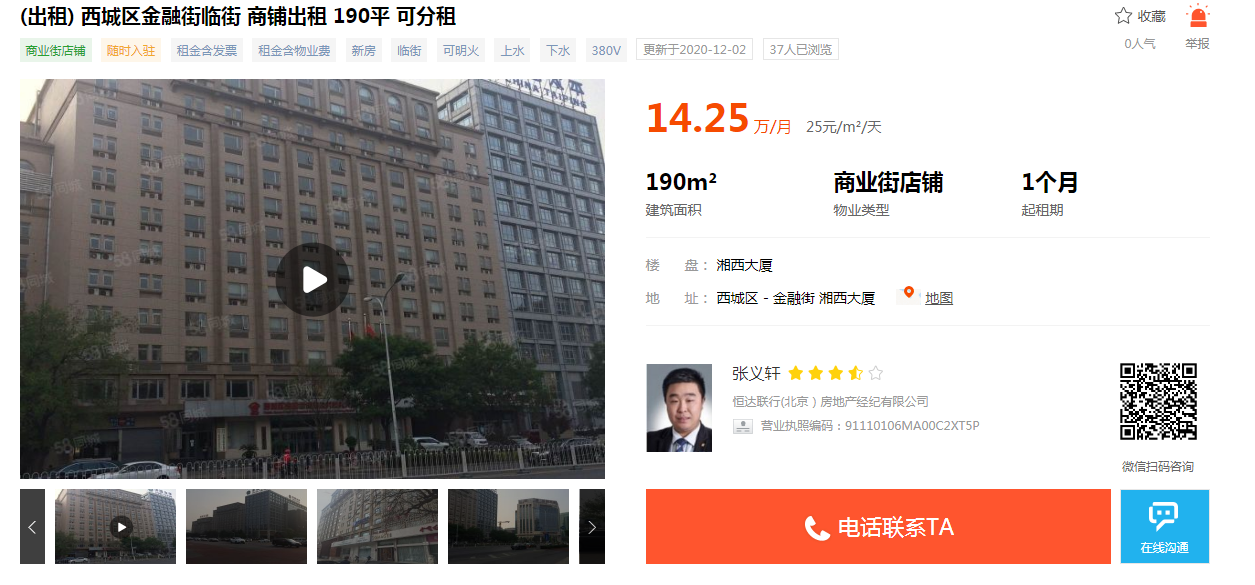 (出租) 西城区金融街临街 商铺出租 190平 可分租
收藏
0人气
举报
商业街店铺 随时入驻 租金含发票 租金含物业费 新房 临街 可明火 上水 下水 380V 更新于2020-12-02 37人已浏览
CHINA TAIPING
58同城
14.25 万/月 25元/m²/天
190m² 商业街店铺 1个月
建筑面积 物业类型 起租期
楼 盘： 湘西大厦
地 址： 西城区 - 金融街 湘西大厦 地图
张义轩
恒达联行(北京）房地产经纪有限公司
营业执照编码：91110106MA00C2XT5P
微信扫码咨询
电话联系TA
在线沟通